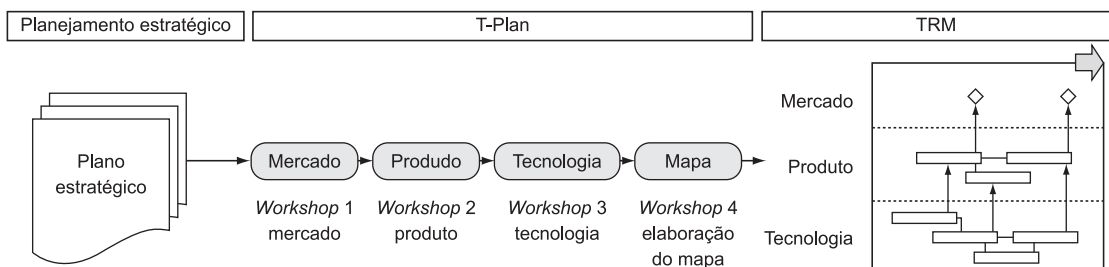 Planejamento estratégico
T-Plan
TRM
Plano
estratégico
Mercado
Produdo
Tecnologia
Mapa
Workshop 1
mercado
Workshop 2
produto
Workshop 3
tecnologia
Workshop 4
elaboração
do mapa
Mercado
Produto
Tecnologia